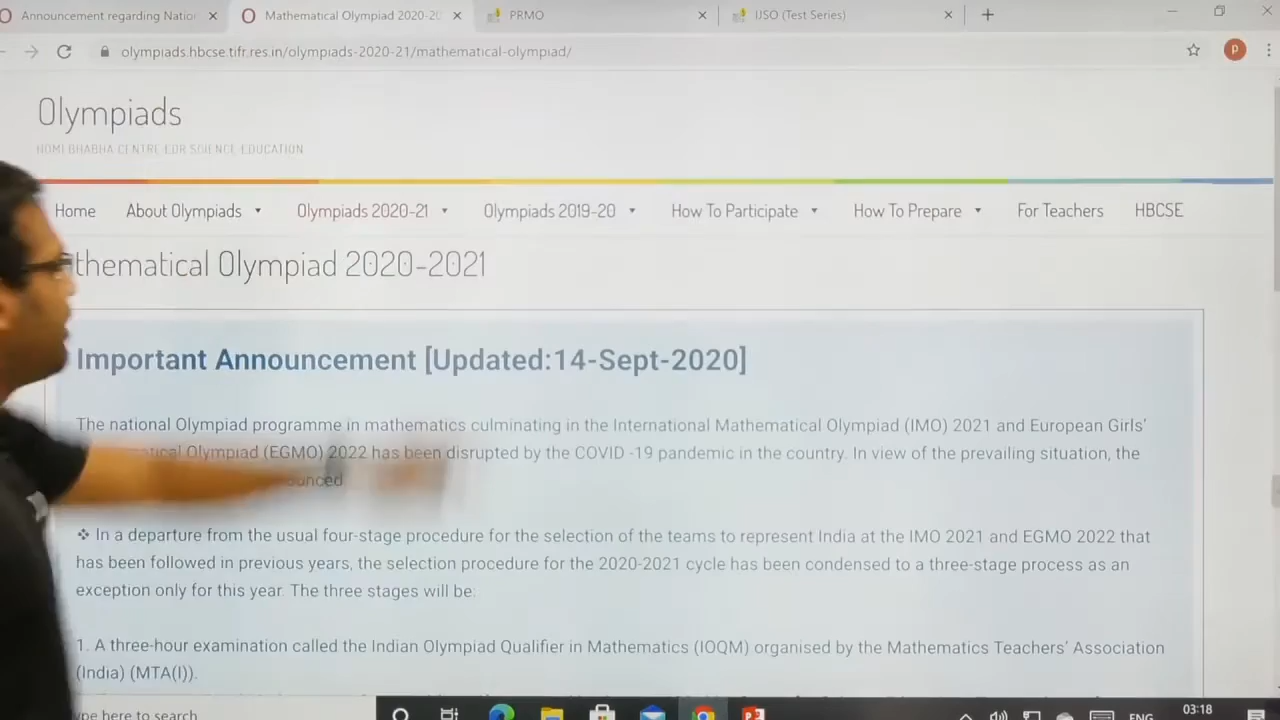 Announcement regarding Nation
Mathematical Olympiad 2020-20
PRMO
IJSO (Test Series)
olympiads.hbcse.tifr.res.in/olympiads-2020-21/mathematical-olympiad/
P
Olympiads
HOMI BHABHA CENTRE FOR SCIENCE EDUCATION
Home
About Olympiads
Olympiads 2020-21
Olympiads 2019-20
How To Participate
How To Prepare
For Teachers
HBCSE
thematical Olympiad 2020-2021
Important Announcement [Updated:14-Sept-2020]
The national Olympiad programme in mathematics culminating in the International Mathematical Olympiad (IMO) 2021 and European Girls'
Olympiad (EGMO) 2022 has been disrupted by the COVID -19 pandemic in the country. In view of the prevailing situation, the
❖ In a departure from the usual four-stage procedure for the selection of the teams to represent India at the IMO 2021 and EGMO 2022 that
has been followed in previous years, the selection procedure for the 2020-2021 cycle has been condensed to a three-stage process as an
exception only for this year. The three stages will be:
1. A three-hour examination called the Indian Olympiad Qualifier in Mathematics (IOQM) organised by the Mathematics Teachers' Association
(India) (MTA(I)).
ype here to search
ENG
03:18